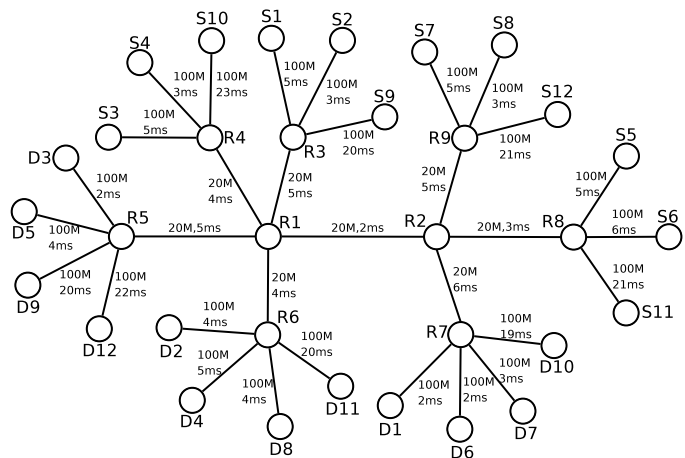 S10
S1
S2
S7
S8
S4
100M
3ms
100M
23ms
100M
5ms
100M
3ms
S9
100M
5ms
100M
3ms
S12
S3
100M
5ms
R4
R3
100M
20ms
R9
100M
21ms
S5
D3
100M
2ms
20M
4ms
20M
5ms
20M
5ms
100M
5ms
S6
R5
20M,5ms
R1
20M,2ms
R2
20M,3ms
R8
100M
6ms
D5
100M
4ms
D9
100M
20ms
100M
22ms
D12
20M
4ms
20M
6ms
100M
21ms
S11
R6
100M
4ms
D2
100M
20ms
R7
100M
19ms
D10
100M
5ms
D4
100M
4ms
D8
D11
100M
2ms
D1
100M
2ms
D6
100M
3ms
D7